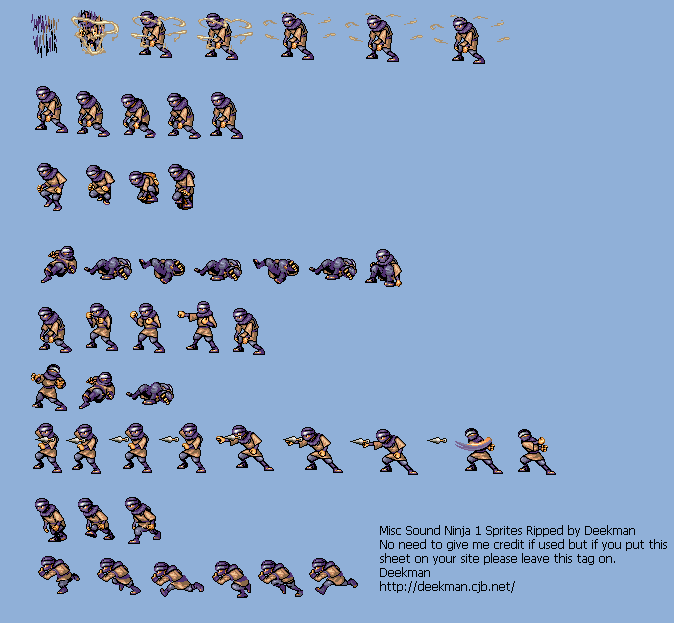 Misc Sound Ninja 1 Sprites Ripped by Deekman
No need to give me credit if used but if you put this
sheet on your site please leave this tag on.
Deekman
http://deekman.cjb.net/